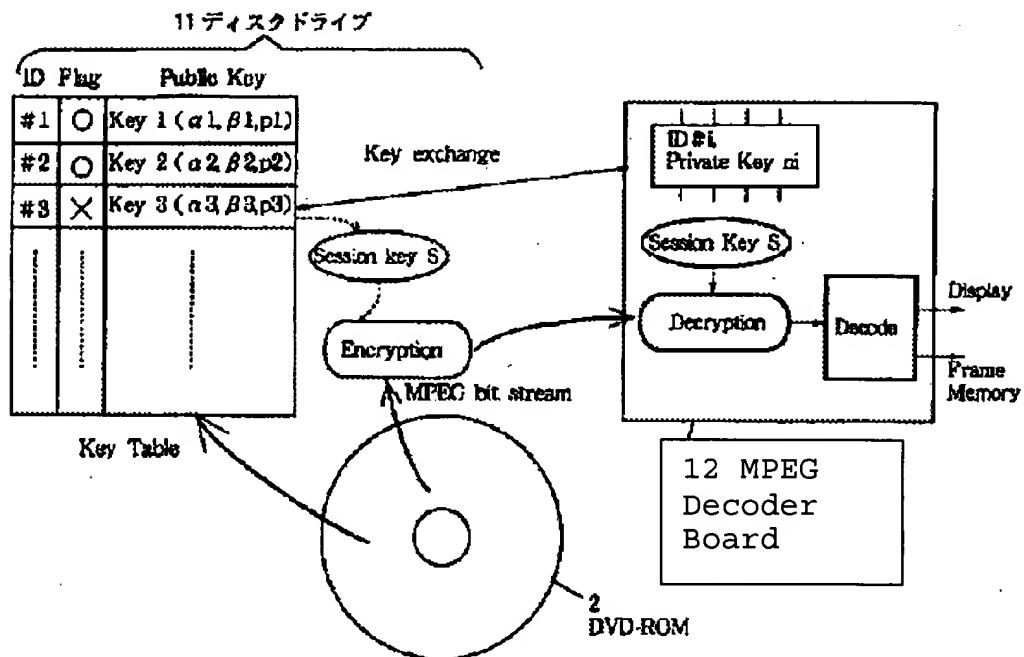 11 ディスクドライブ
ID Flag Public Key
#1 ○ Key 1 (α1, β1, p1)
#2 ○ Key 2 (α2, β2, p2)
#3 × Key 3 (α3, β3, p3)
Key Table
Key exchange
Session key S
Encryption
MPEG bit stream
2
DVD-ROM
ID #i,
Private Key ni
Session Key S
Decryption
Decode
Display
Frame
Memory
12 MPEG
Decoder
Board